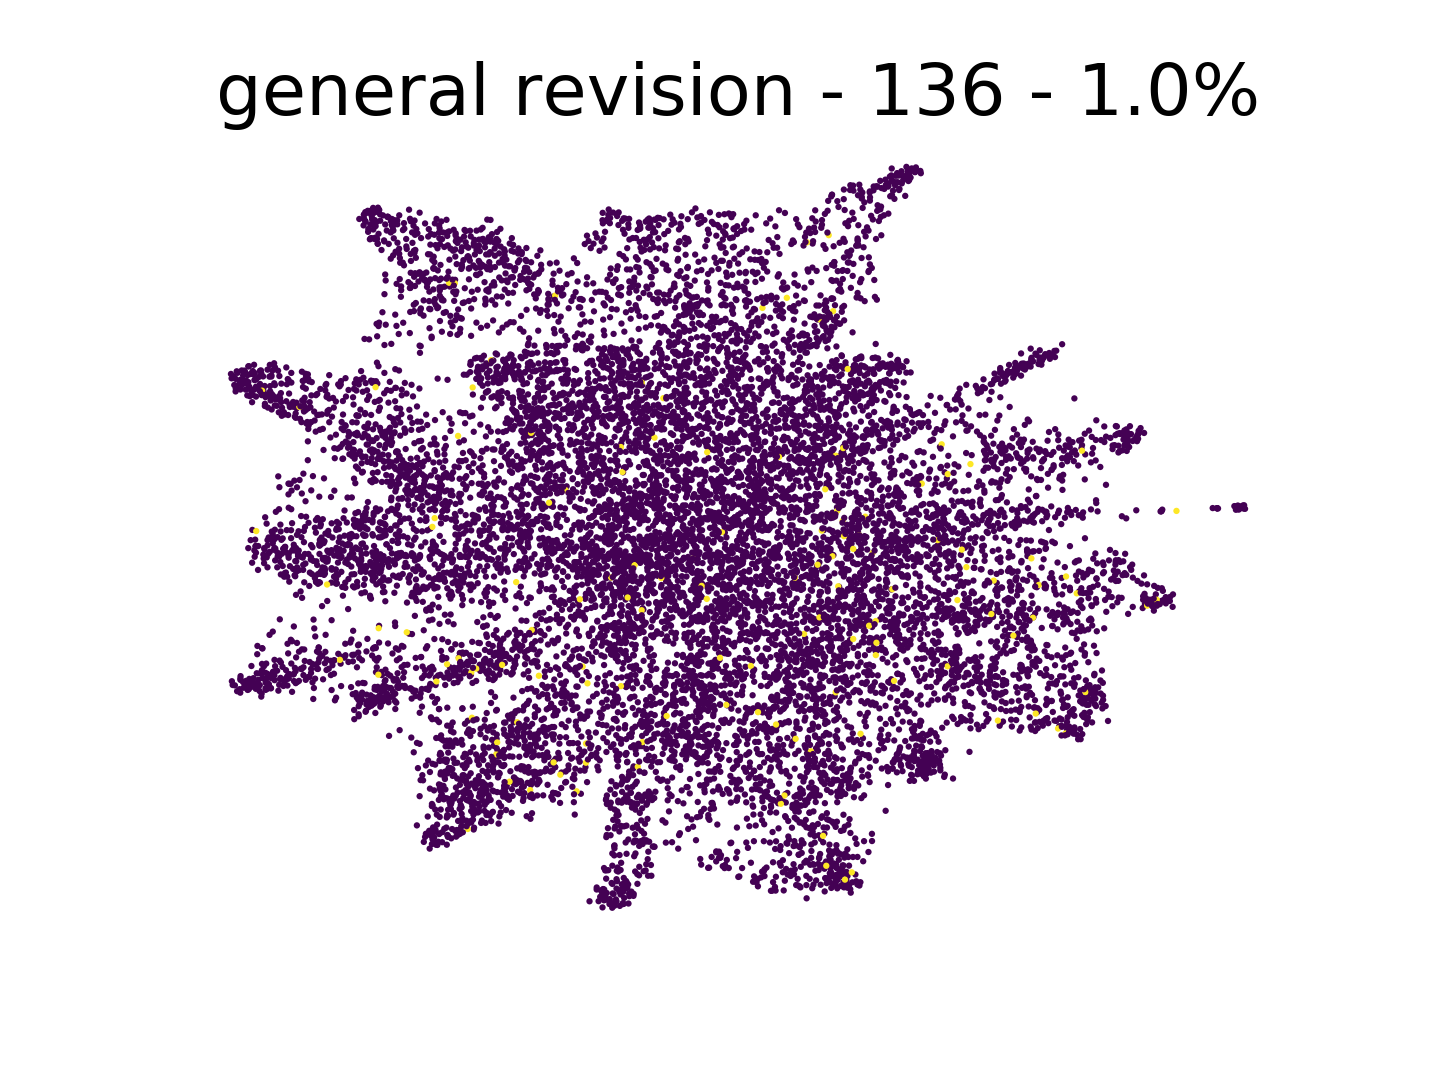 general revision - 136 - 1.0%